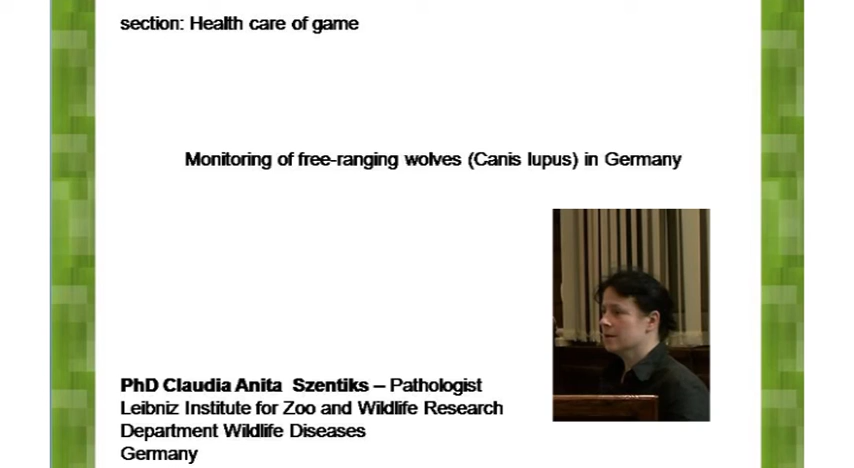 section: Health care of game
Monitoring of free-ranging wolves (Canis lupus) in Germany
PhD Claudia Anita Szentiks – Pathologist
Leibniz Institute for Zoo and Wildlife Research
Department Wildlife Diseases
Germany